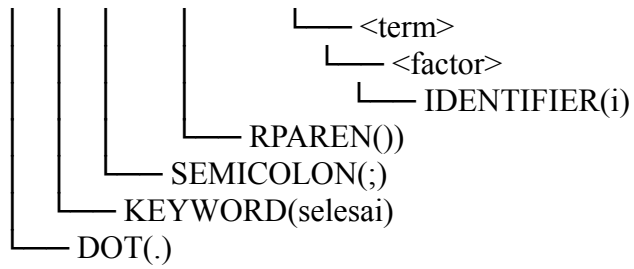 <term>
<factor>
IDENTIFIER(i)
RPAREN())
SEMICOLON(;)
KEYWORD(selesai)
DOT(.)